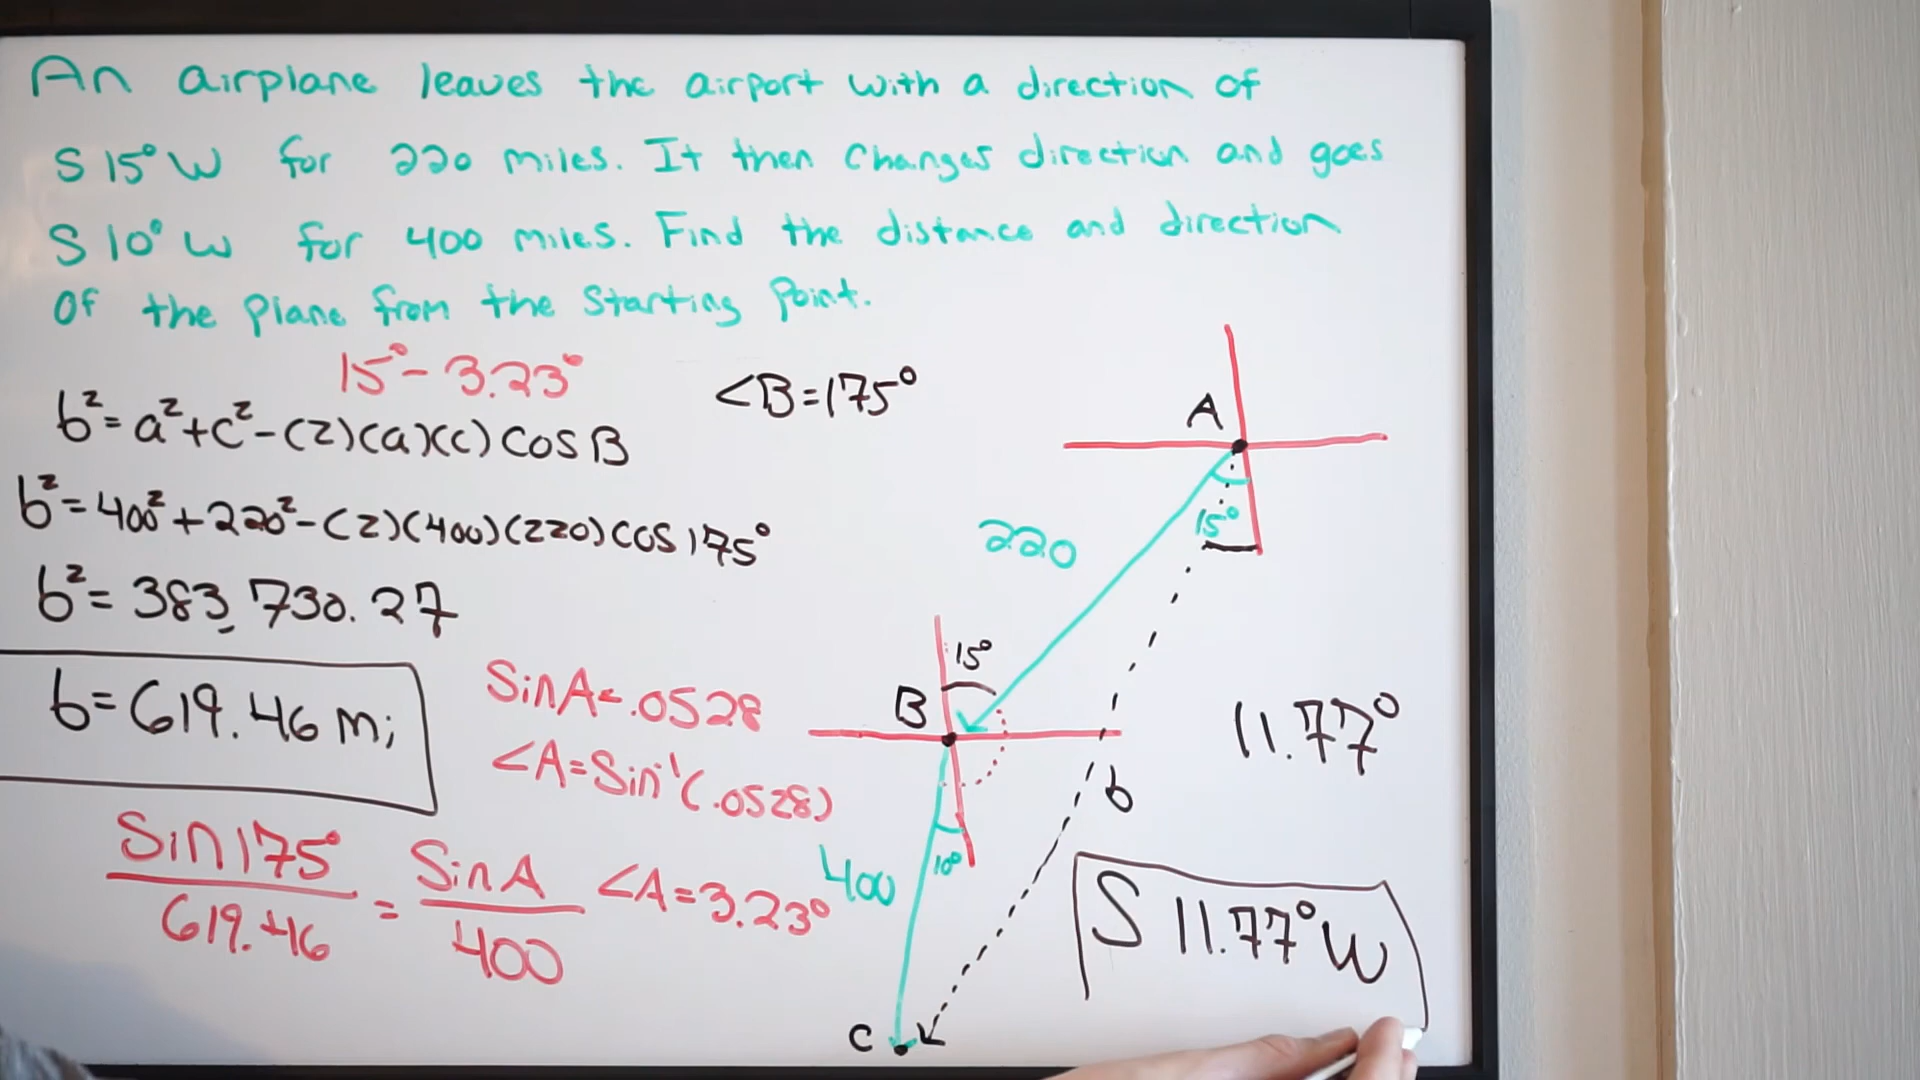 An airplane leaves the airport with a direction of
S 15° W for 220 miles. It then changes direction and goes
S 10° W for 400 miles. Find the distance and direction
of the plane from the starting point.
15° - 3.23°
b² = a² + c² - (2)(a)(c) cos B
∠B = 175°
b² = 400² + 220² - (2)(400)(220) cos 175°
b² = 383,730.27
b = 619.46 mi
Sin A = .0528
∠A = Sin⁻¹(.0528)
Sin 175° / 619.46 = Sin A / 400
∠A = 3.23°
A
15°
220
15°
B
10°
400
b
C
11.77°
S 11.77° W